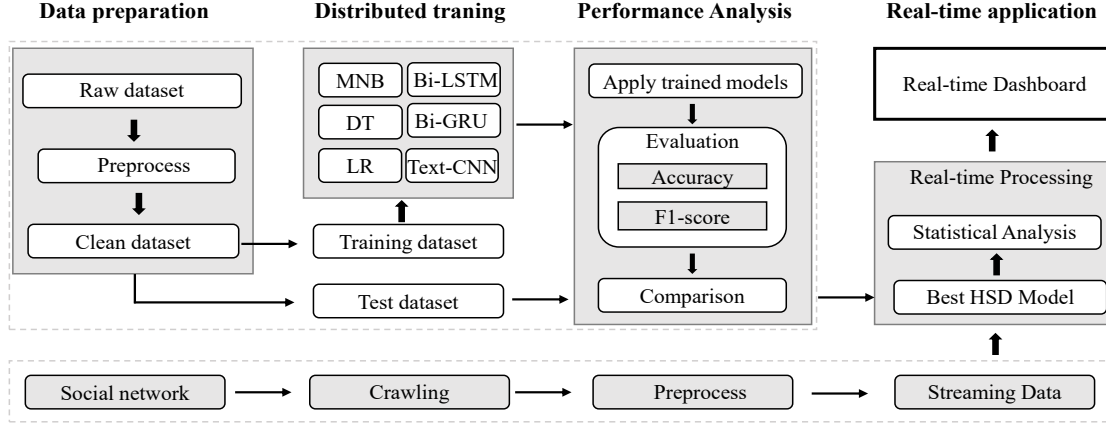 Data preparation
Distributed traning
Performance Analysis
Real-time application
Raw dataset
Preprocess
Clean dataset
MNB
Bi-LSTM
DT
Bi-GRU
LR
Text-CNN
Training dataset
Test dataset
Apply trained models
Evaluation
Accuracy
F1-score
Comparison
Real-time Dashboard
Real-time Processing
Statistical Analysis
Best HSD Model
Social network
Crawling
Preprocess
Streaming Data